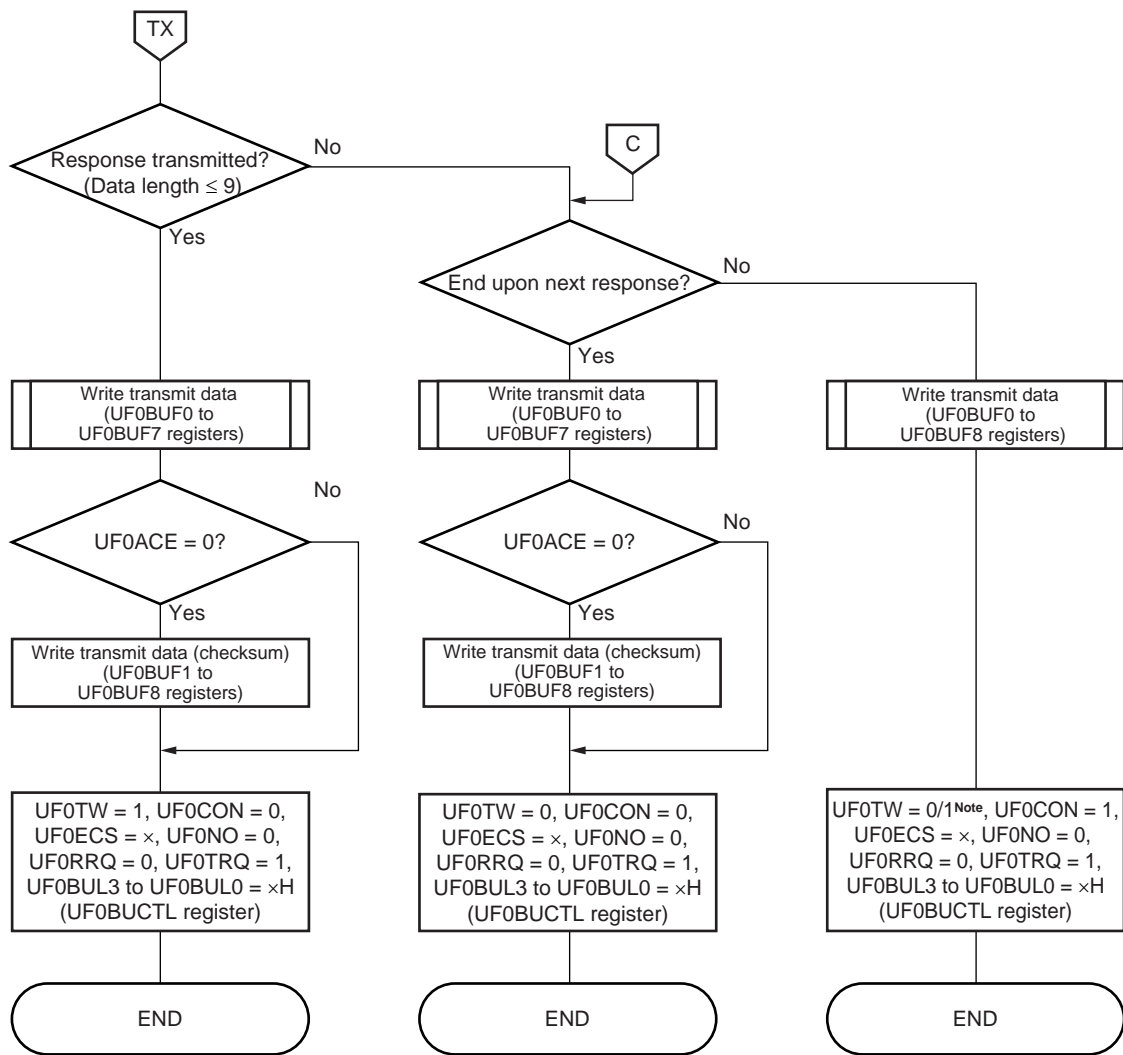 TX
Response transmitted?
(Data length ≤ 9)
No
Yes
C
End upon next response?
No
Yes
Write transmit data
(UF0BUF0 to
UF0BUF7 registers)
Write transmit data
(UF0BUF0 to
UF0BUF7 registers)
Write transmit data
(UF0BUF0 to
UF0BUF8 registers)
No
UF0ACE = 0?
Yes
No
UF0ACE = 0?
Yes
Write transmit data (checksum)
(UF0BUF1 to
UF0BUF8 registers)
Write transmit data (checksum)
(UF0BUF1 to
UF0BUF8 registers)
UF0TW = 1, UF0CON = 0,
UF0ECS = ×, UF0NO = 0,
UF0RRQ = 0, UF0TRQ = 1,
UF0BUL3 to UF0BUL0 = ×H
(UF0BUCTL register)
UF0TW = 0, UF0CON = 0,
UF0ECS = ×, UF0NO = 0,
UF0RRQ = 0, UF0TRQ = 1,
UF0BUL3 to UF0BUL0 = ×H
(UF0BUCTL register)
UF0TW = 0/1Note, UF0CON = 1,
UF0ECS = ×, UF0NO = 0,
UF0RRQ = 0, UF0TRQ = 1,
UF0BUL3 to UF0BUL0 = ×H
(UF0BUCTL register)
END
END
END